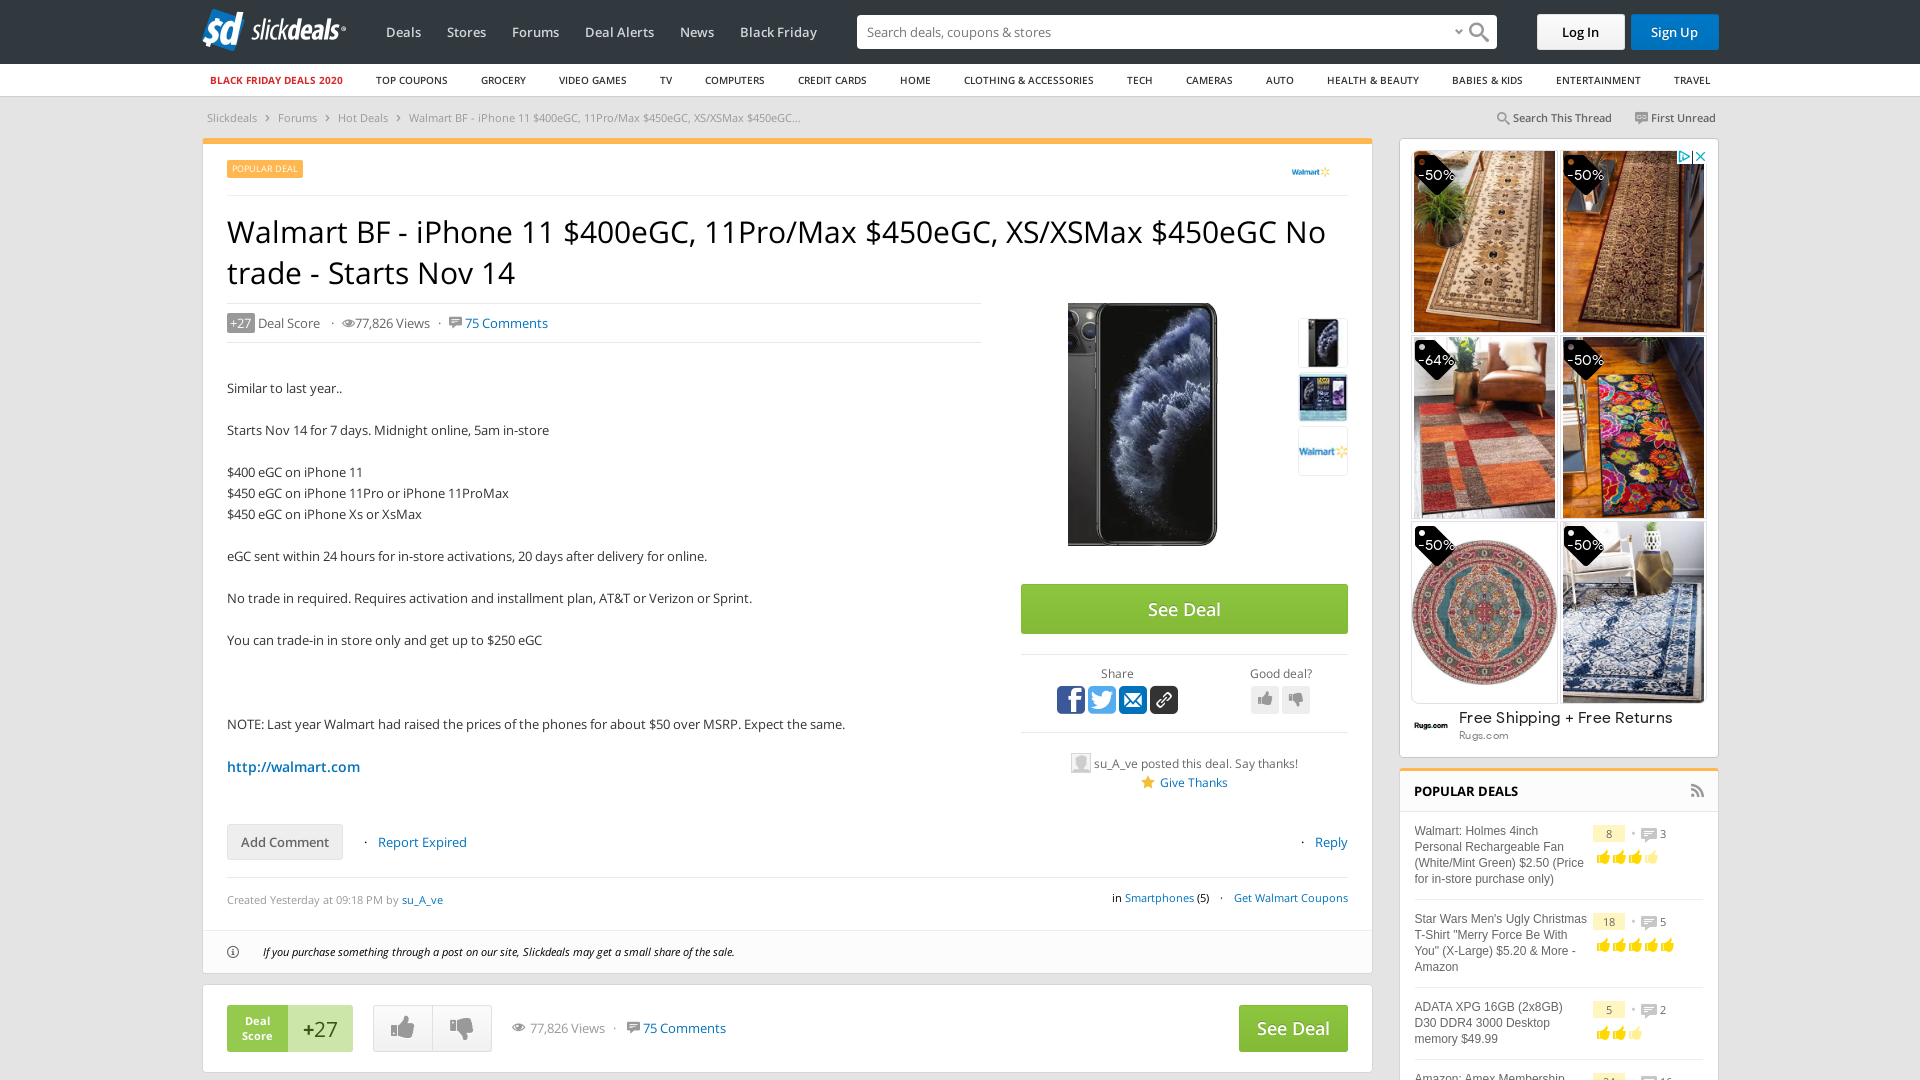 slickdeals
Deals
Stores
Forums
Deal Alerts
News
Black Friday
Search deals, coupons & stores
Log In
Sign Up
BLACK FRIDAY DEALS 2020
TOP COUPONS
GROCERY
VIDEO GAMES
TV
COMPUTERS
CREDIT CARDS
HOME
CLOTHING & ACCESSORIES
TECH
CAMERAS
AUTO
HEALTH & BEAUTY
BABIES & KIDS
ENTERTAINMENT
TRAVEL
Slickdeals > Forums > Hot Deals > Walmart BF - iPhone 11 $400eGC, 11Pro/Max $450eGC, XS/XSMax $450eGC...
Search This Thread
First Unread
POPULAR DEAL
Walmart
Walmart BF - iPhone 11 $400eGC, 11Pro/Max $450eGC, XS/XSMax $450eGC No
trade - Starts Nov 14
+27 Deal Score · 77,826 Views · 75 Comments
Similar to last year..
Starts Nov 14 for 7 days. Midnight online, 5am in-store
$400 eGC on iPhone 11
$450 eGC on iPhone 11Pro or iPhone 11ProMax
$450 eGC on iPhone Xs or XsMax
eGC sent within 24 hours for in-store activations, 20 days after delivery for online.
No trade in required. Requires activation and installment plan, AT&T or Verizon or Sprint.
You can trade-in in store only and get up to $250 eGC
NOTE: Last year Walmart had raised the prices of the phones for about $50 over MSRP. Expect the same.
http://walmart.com
Walmart
See Deal
Share
Good deal?
su_A_ve posted this deal. Say thanks!
Give Thanks
Add Comment
· Report Expired
· Reply
Created Yesterday at 09:18 PM by su_A_ve
in Smartphones (5) · Get Walmart Coupons
If you purchase something through a post on our site, Slickdeals may get a small share of the sale.
Deal
Score
+27
77,826 Views · 75 Comments
See Deal
-50%
-50%
-64%
-50%
-50%
-50%
Rugs.com
Free Shipping + Free Returns
Rugs.com
POPULAR DEALS
Walmart: Holmes 4inch
Personal Rechargeable Fan
(White/Mint Green) $2.50 (Price
for in-store purchase only)
8 • 3
Star Wars Men's Ugly Christmas
T-Shirt "Merry Force Be With
You" (X-Large) $5.20 & More -
Amazon
18 • 5
ADATA XPG 16GB (2x8GB)
D30 DDR4 3000 Desktop
memory $49.99
5 • 2
Amazon: Amex Membership